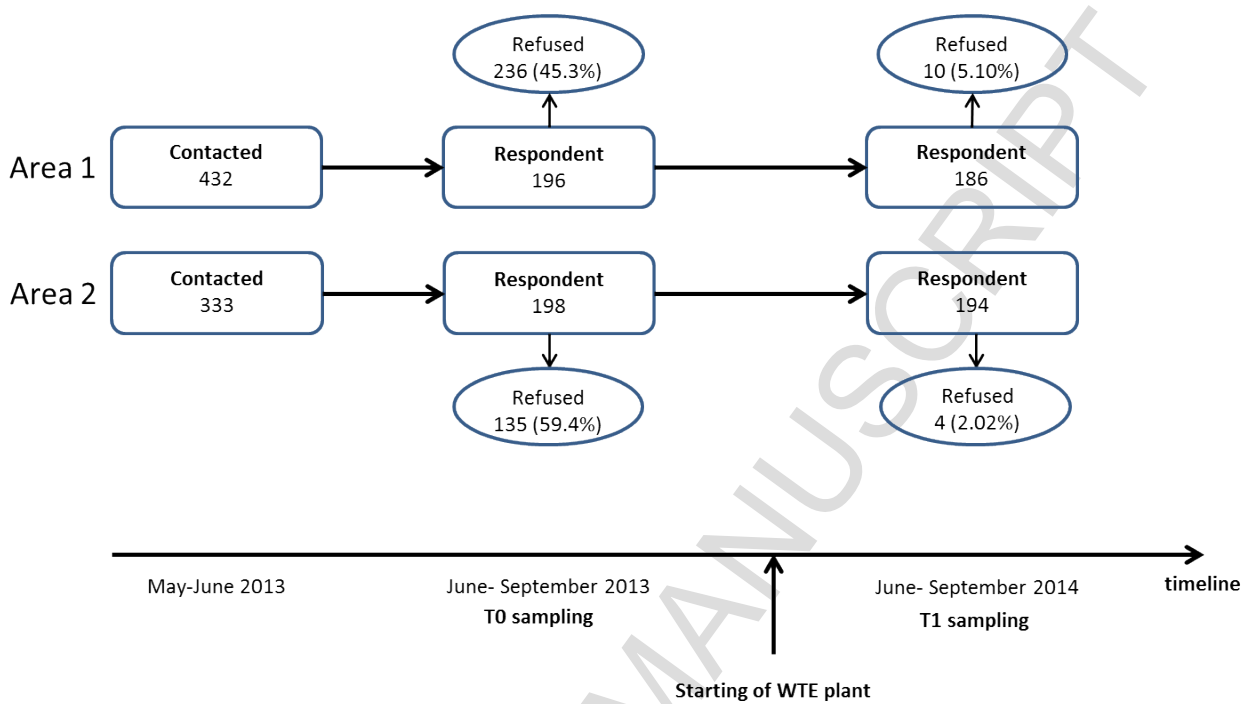 Refused
236 (45.3%)
Refused
10 (5.10%)
Area 1
Contacted
432
Respondent
196
Respondent
186
Area 2
Contacted
333
Respondent
198
Respondent
194
Refused
135 (59.4%)
Refused
4 (2.02%)
May-June 2013
June- September 2013
T0 sampling
June- September 2014
T1 sampling
timeline
Starting of WTE plant
MANUSCRIPT